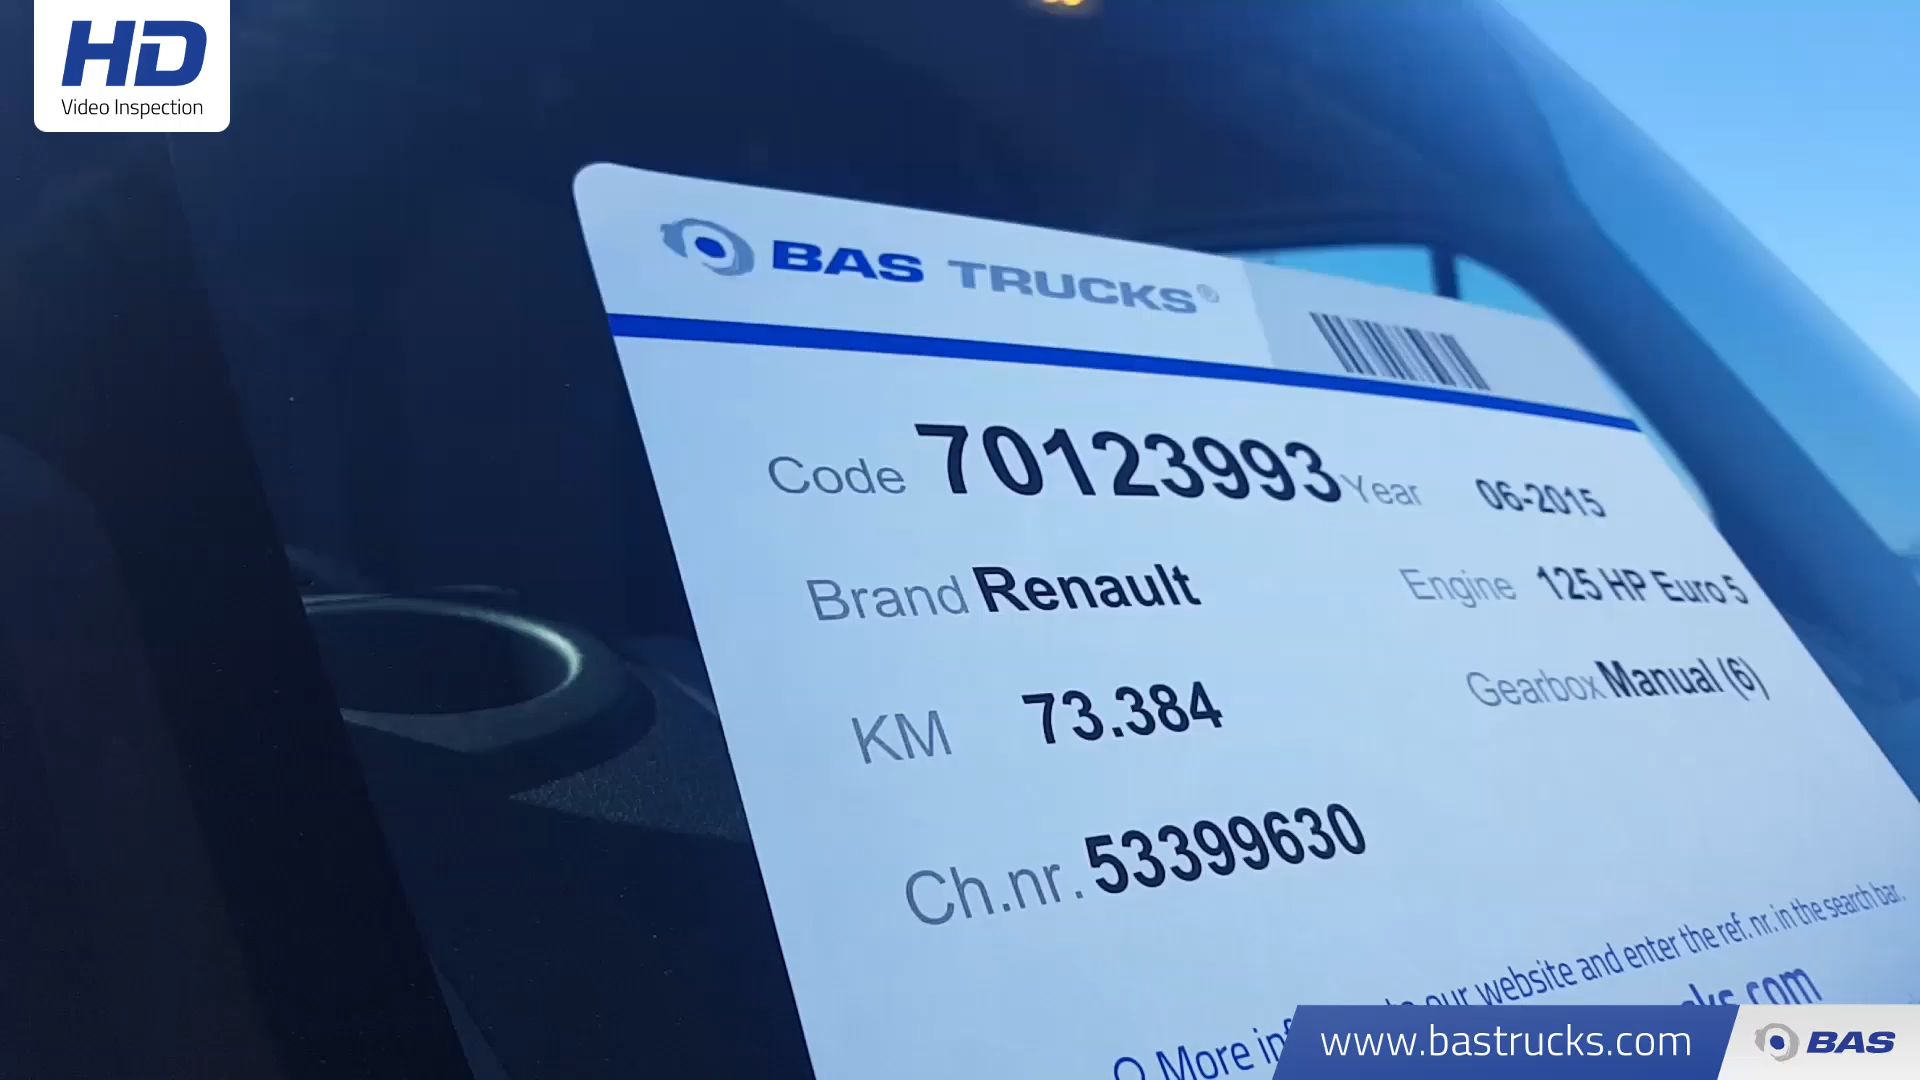 HD
Video Inspection
BAS TRUCKS®
Code 70123993 Year 06-2015
Brand Renault Engine 125 HP Euro 5
KM 73.384 Gearbox Manual (6)
Ch.nr. 53399630
our website and enter the ref. nr. in the search bar.
More
www.bastrucks.com
BAS